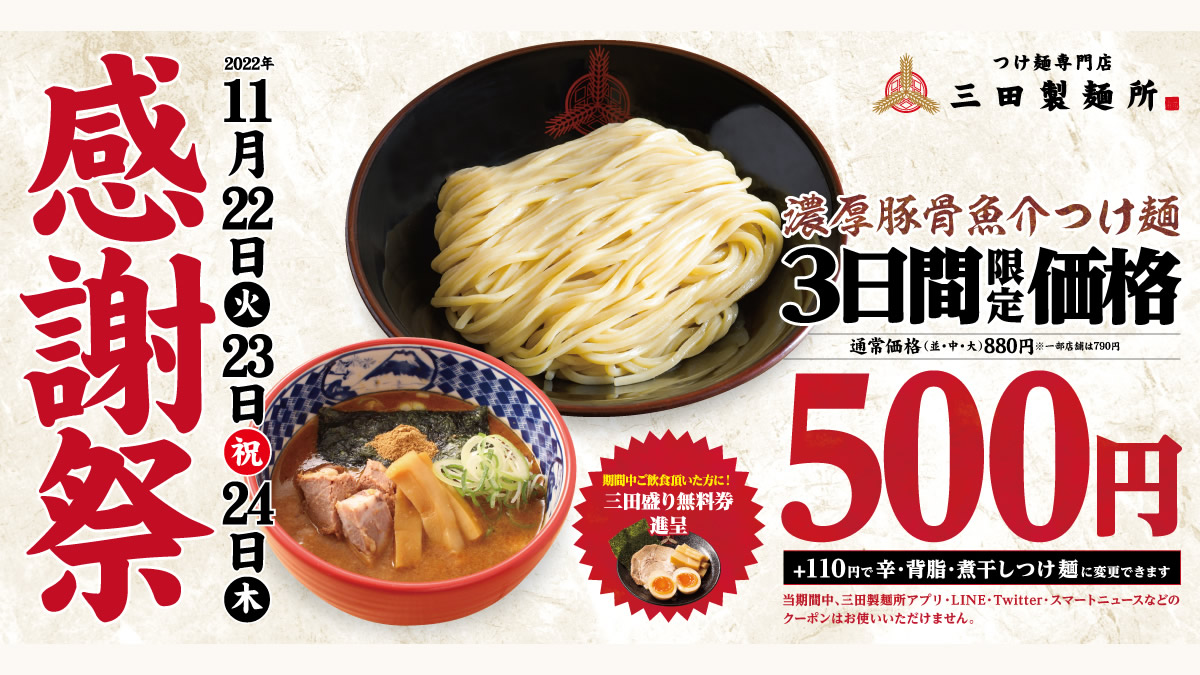 感謝祭
2022年
11月22日火23日祝24日木
つけ麺専門店
三田製麺所
濃厚豚骨魚介つけ麺
3日間限定価格
通常価格(並・中・大)880円※一部店舗は790円
500円
+110円で辛・背脂・煮干しつけ麺に変更できます
当期間中、三田製麺所アプリ・LINE・Twitter・スマートニュースなどの
クーポンはお使いいただけません。
期間中ご飲食頂いた方に!
三田盛り無料券
進呈